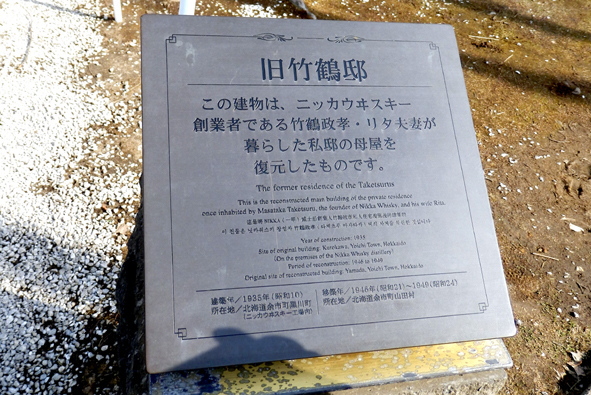 旧竹鶴邸
この建物は、ニッカウヰスキー
創業者である竹鶴政孝・リタ夫妻が
暮らした私邸の母屋を
復元したものです。
The former residence of the Taketsurus
This is the reconstructed main building of the private residence
once inhabited by Masataka Taketsuru, the founder of Nikka Whisky, and his wife Rita.
Year of construction: 1935
Site of original building: Kurokawa, Yoichi Town, Hokkaido
(On the premises of the Nikka Whisky distillery)
Period of reconstruction: 1946 to 1949
Original site of reconstructed building: Yamada, Yoichi Town, Hokkaido
建築年/1935年(昭和10)
所在地/北海道余市町黒川町
(ニッカウヰスキー工場内)
移築年/1946年(昭和21)~1949(昭和24)
所在地/北海道余市町山田村